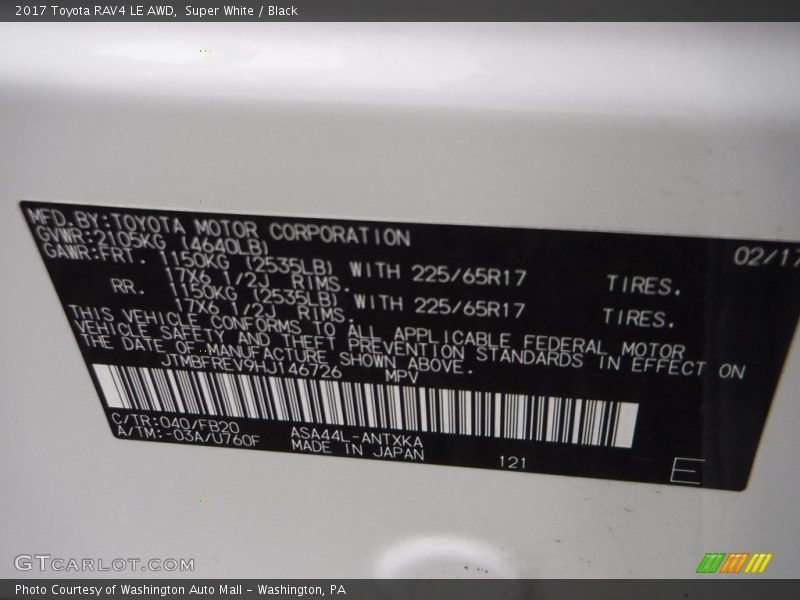 2017 Toyota RAV4 LE AWD,  Super White / Black
MFD.BY:TOYOTA MOTOR CORPORATION 02/17
GVWR:2105KG (4640LB)
GAWR:FRT. 1150KG (2535LB) WITH 225/65R17 TIRES.
17X6 1/2J RIMS.
RR. 1150KG (2535LB) WITH 225/65R17 TIRES.
17X6 1/2J RIMS.
THIS VEHICLE CONFORMS TO ALL APPLICABLE FEDERAL MOTOR
VEHICLE SAFETY AND THEFT PREVENTION STANDARDS IN EFFECT ON
THE DATE OF MANUFACTURE SHOWN ABOVE.
JTMBFREV9HJ146726 MPV
C/TR:040/FB20 ASA44L-ANTXKA
A/TM:-03A/U760F MADE IN JAPAN 121 E
GTCARLOT.COM
Photo Courtesy of Washington Auto Mall – Washington, PA